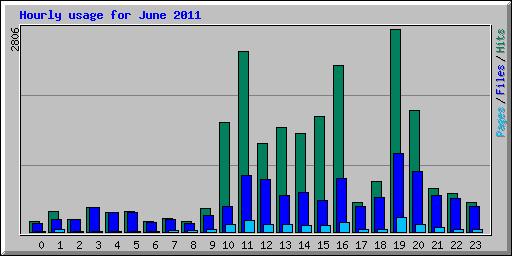 Hourly usage for June 2011
2806
Pages / Files / Hits
0 1 2 3 4 5 6 7 8 9 10 11 12 13 14 15 16 17 18 19 20 21 22 23